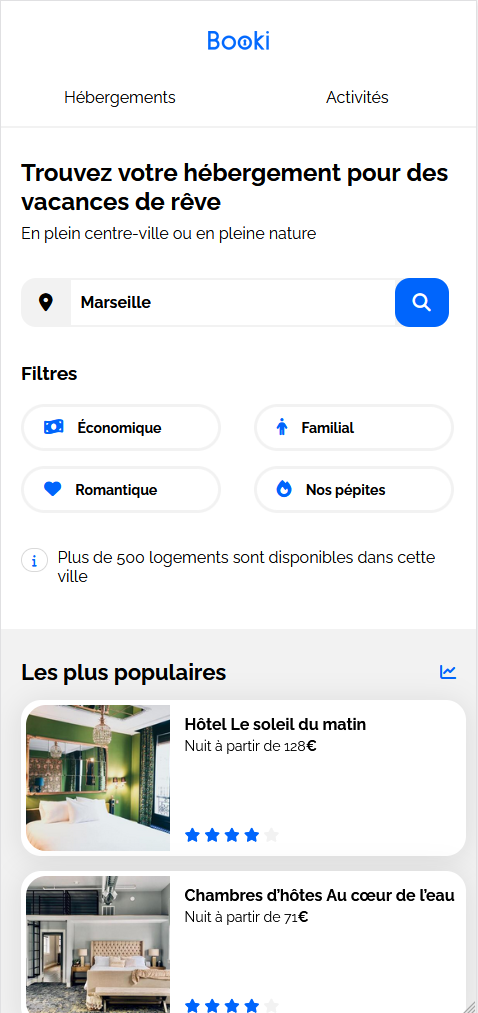 Booki
Hébergements
Activités
Trouvez votre hébergement pour des
vacances de rêve
En plein centre-ville ou en pleine nature
Marseille
Filtres
Économique
Familial
Romantique
Nos pépites
Plus de 500 logements sont disponibles dans cette
ville
Les plus populaires
Hôtel Le soleil du matin
Nuit à partir de 128€
Chambres d'hôtes Au cœur de l'eau
Nuit à partir de 71€